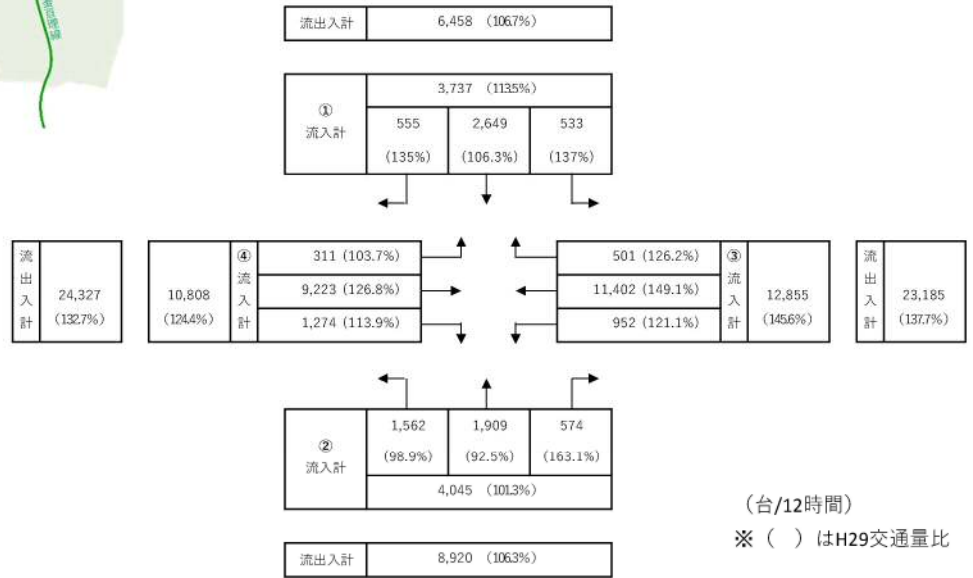 流出入計 6,458 (106.7%)
① 流入計
3,737 (113.5%)
555 2,649 533
(135%) (106.3%) (137%)
流出入計
24,327
(132.7%)
10,808
(124.4%)
④ 流入計
311 (103.7%)
9,223 (126.8%)
1,274 (113.9%)
501 (126.2%)
11,402 (149.1%)
952 (121.1%)
③ 流入計
12,855
(145.6%)
流出入計
23,185
(137.7%)
② 流入計
1,562 1,909 574
(98.9%) (92.5%) (163.1%)
4,045 (101.3%)
流出入計 8,920 (106.3%)
(台/12時間)
※ ( ) はH29交通量比